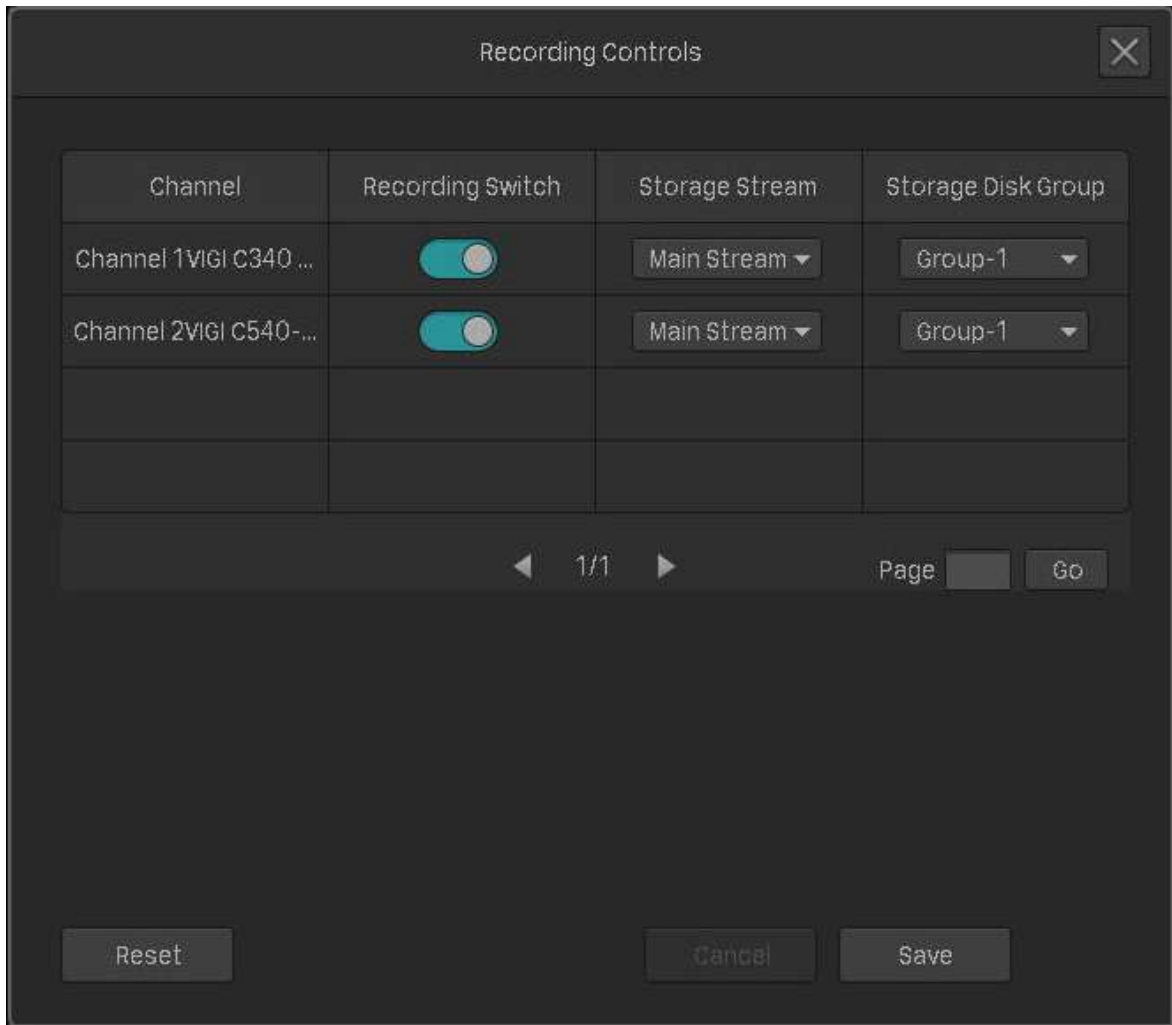 Recording Controls
Channel Recording Switch Storage Stream Storage Disk Group
Channel 1VIGI C340 ... Main Stream Group-1
Channel 2VIGI C540-... Main Stream Group-1
1/1 Page Go
Reset Cancel Save